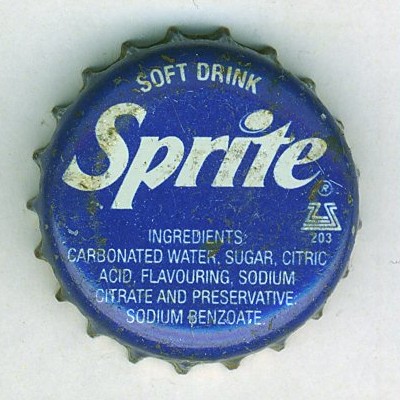 SOFT DRINK
Sprite®
203
INGREDIENTS:
CARBONATED WATER, SUGAR, CITRIC
ACID, FLAVOURING, SODIUM
CITRATE AND PRESERVATIVE.
SODIUM BENZOATE.